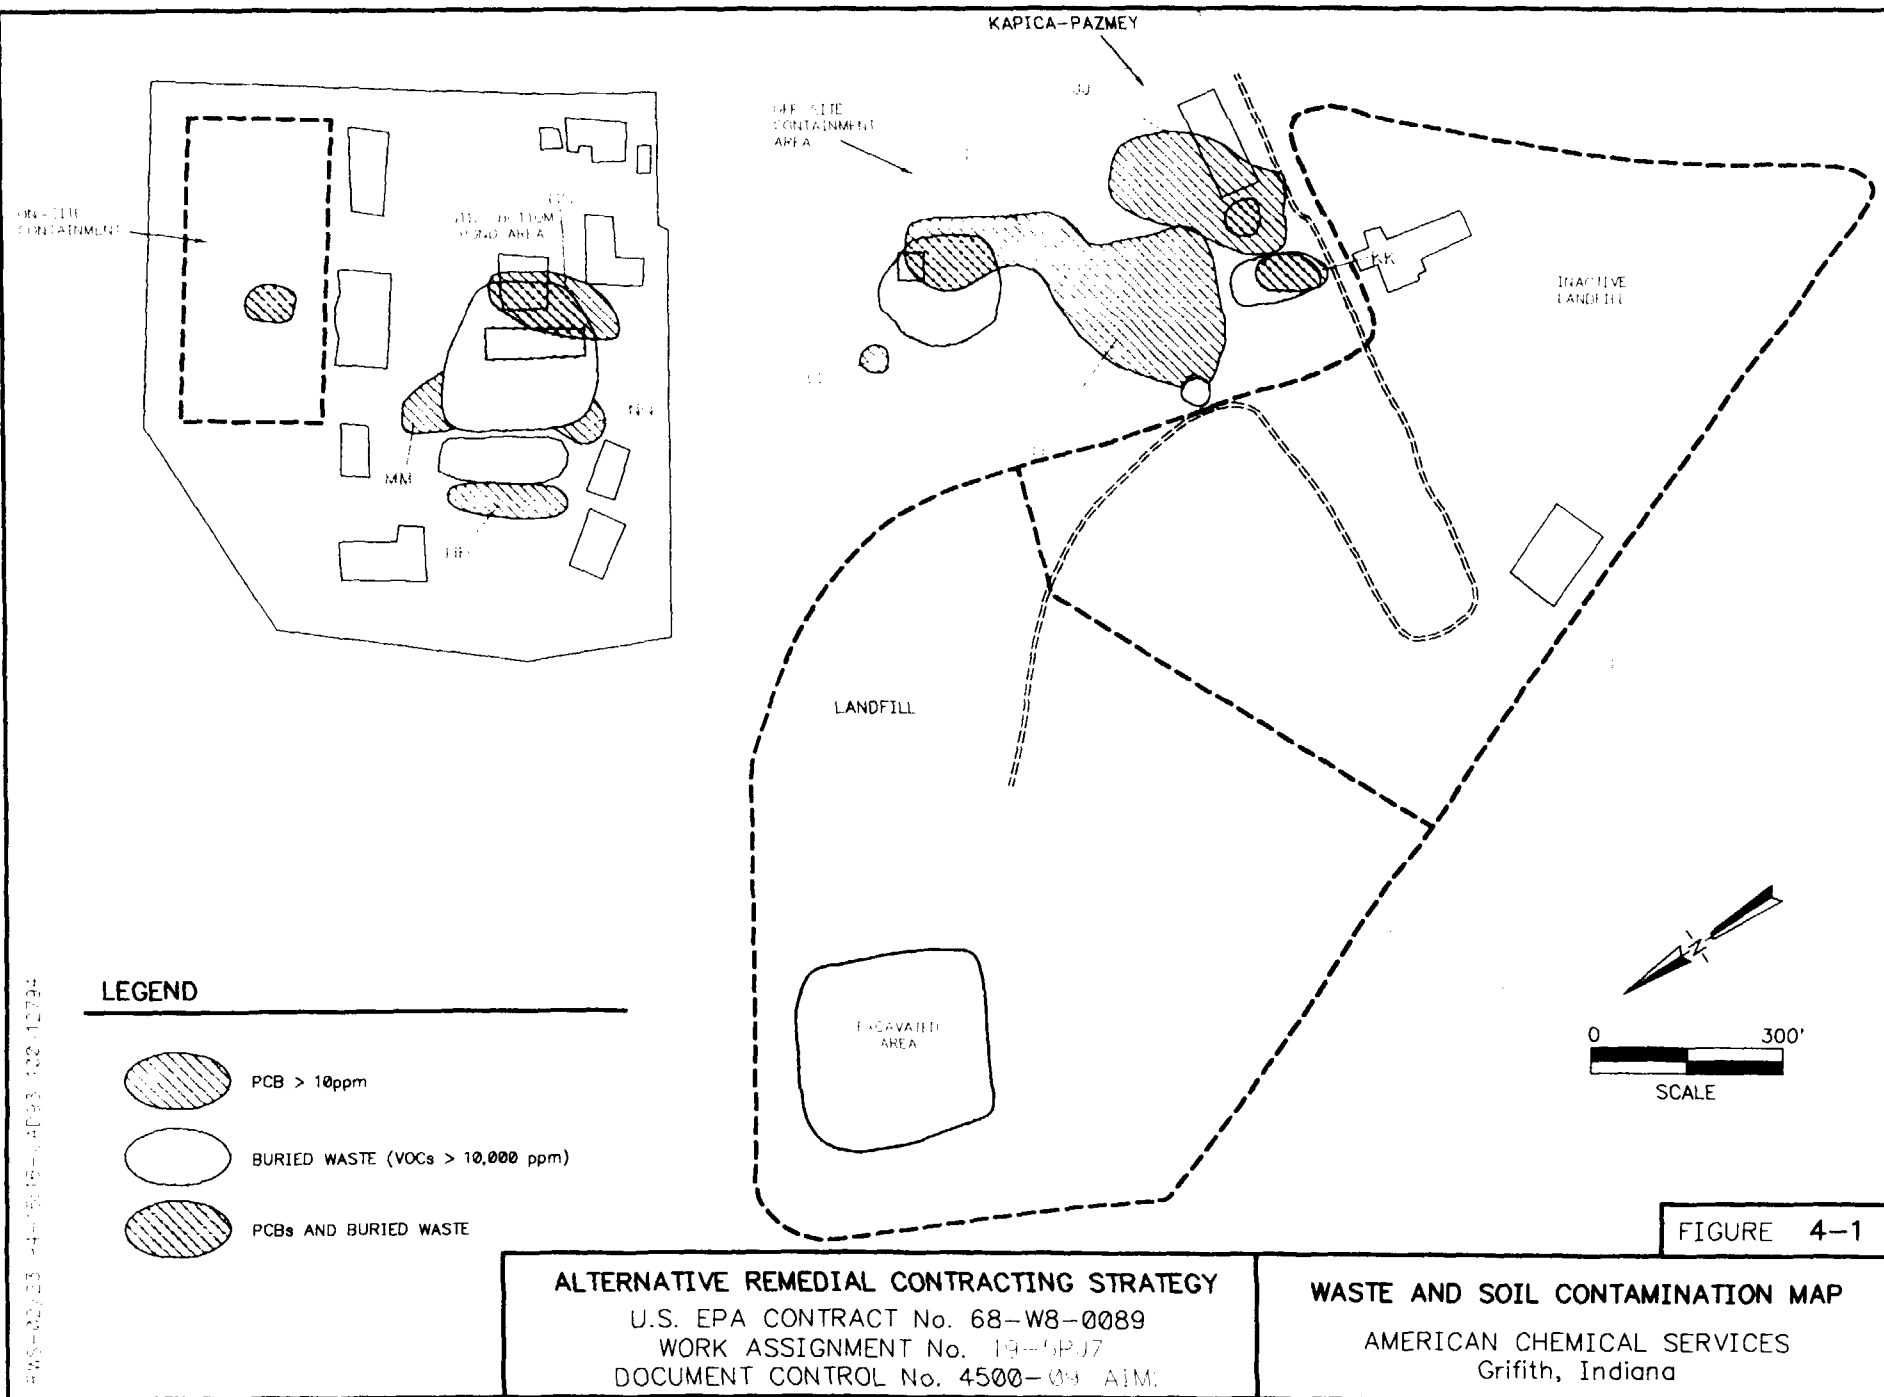 KAPICA-PAZMEY
JJ
OFF-SITE
CONTAINMENT
AREA
ON-SITE
CONTAINMENT
BOTTOM
POND AREA
KK
INACTIVE
LANDFILL
NN
MM
LANDFILL
EXCAVATED
AREA
N
0 300'
SCALE
LEGEND
PCB > 10ppm
BURIED WASTE (VOCs > 10,000 ppm)
PCBs AND BURIED WASTE
FIGURE 4-1
ALTERNATIVE REMEDIAL CONTRACTING STRATEGY
U.S. EPA CONTRACT No. 68-W8-0089
WORK ASSIGNMENT No.
DOCUMENT CONTROL No. 4500-
WASTE AND SOIL CONTAMINATION MAP
AMERICAN CHEMICAL SERVICES
Grifith, Indiana